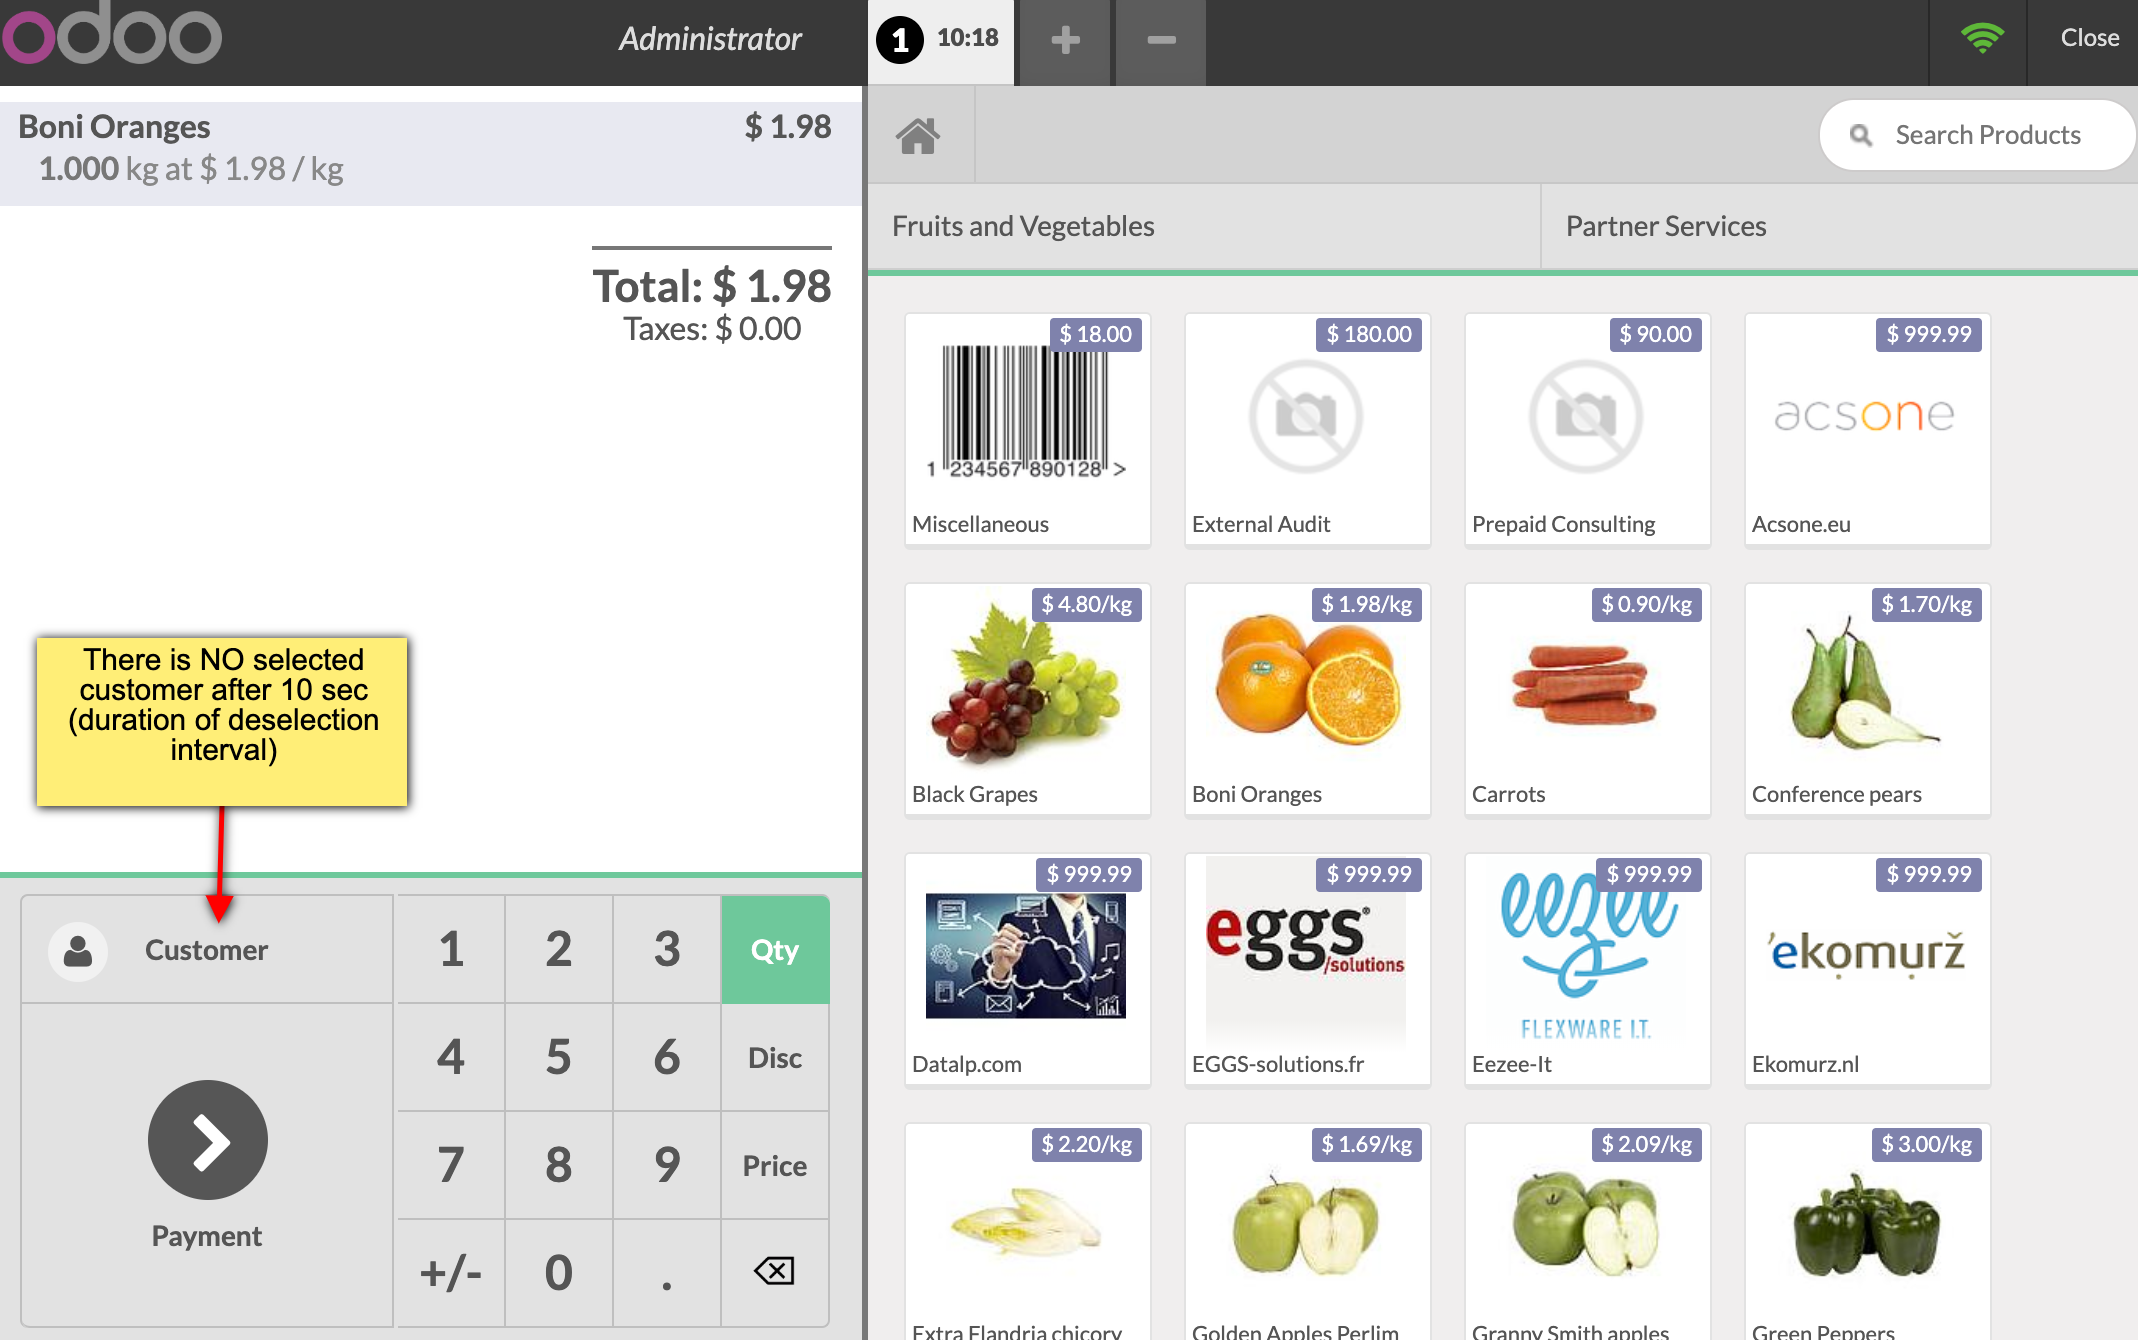 odoo
Administrator
1 10:18
+
−
Close
Boni Oranges $ 1.98
1.000 kg at $ 1.98 / kg
Total: $ 1.98
Taxes: $ 0.00
There is NO selected
customer after 10 sec
(duration of deselection
interval)
Customer
Payment
1 2 3 Qty
4 5 6 Disc
7 8 9 Price
+/- 0 .
Search Products
Fruits and Vegetables
Partner Services
$ 18.00
1 234567 890128 >
Miscellaneous
$ 180.00
External Audit
$ 90.00
Prepaid Consulting
$ 999.99
acsone
Acsone.eu
$ 4.80/kg
Black Grapes
$ 1.98/kg
Boni Oranges
$ 0.90/kg
Carrots
$ 1.70/kg
Conference pears
$ 999.99
Datalp.com
$ 999.99
eggs®
/solutions
EGGS-solutions.fr
$ 999.99
eezee
FLEXWARE I.T.
Eezee-It
$ 999.99
'ekomurž
Ekomurz.nl
$ 2.20/kg
Extra Flandria chicory
$ 1.69/kg
Golden Apples Perlim
$ 2.09/kg
Granny Smith apples
$ 3.00/kg
Green Peppers